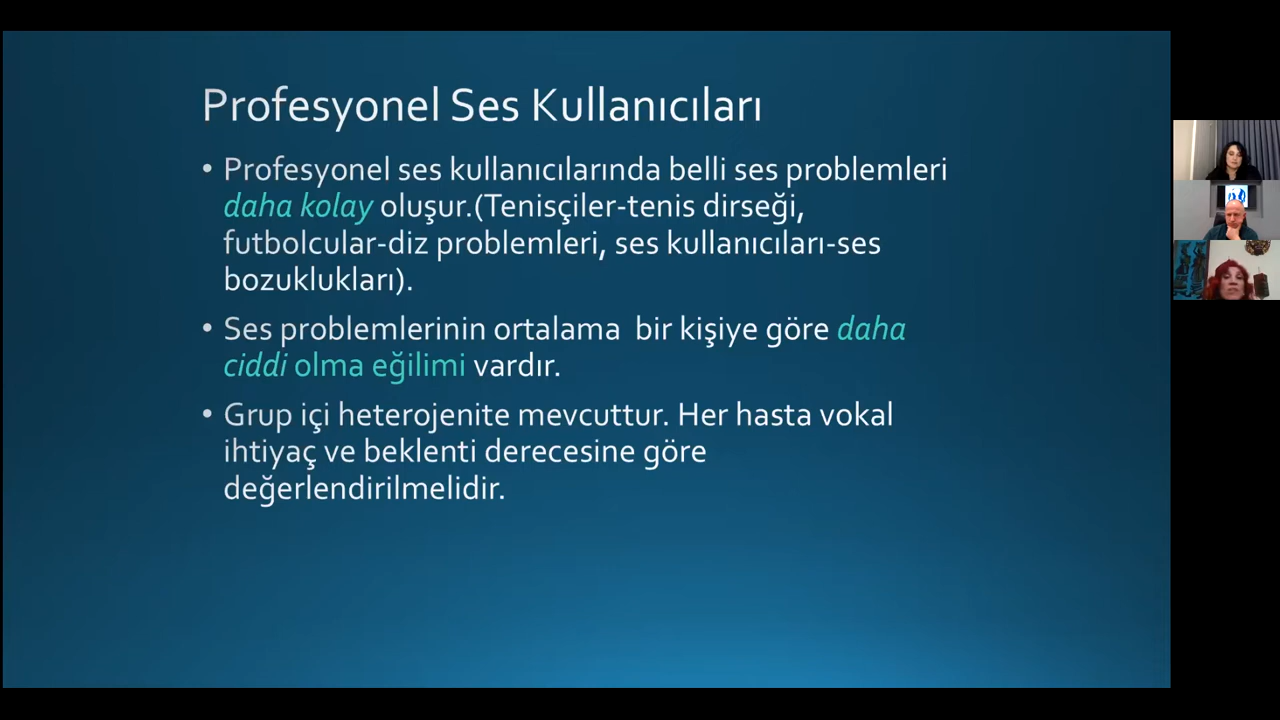 Profesyonel Ses Kullanıcıları
• Profesyonel ses kullanıcılarında belli ses problemleri
daha kolay oluşur.(Tenisçiler-tenis dirseği,
futbolcular-diz problemleri, ses kullanıcıları-ses
bozuklukları).
• Ses problemlerinin ortalama  bir kişiye göre daha
ciddi olma eğilimi vardır.
• Grup içi heterojenite mevcuttur. Her hasta vokal
ihtiyaç ve beklenti derecesine göre
değerlendirilmelidir.